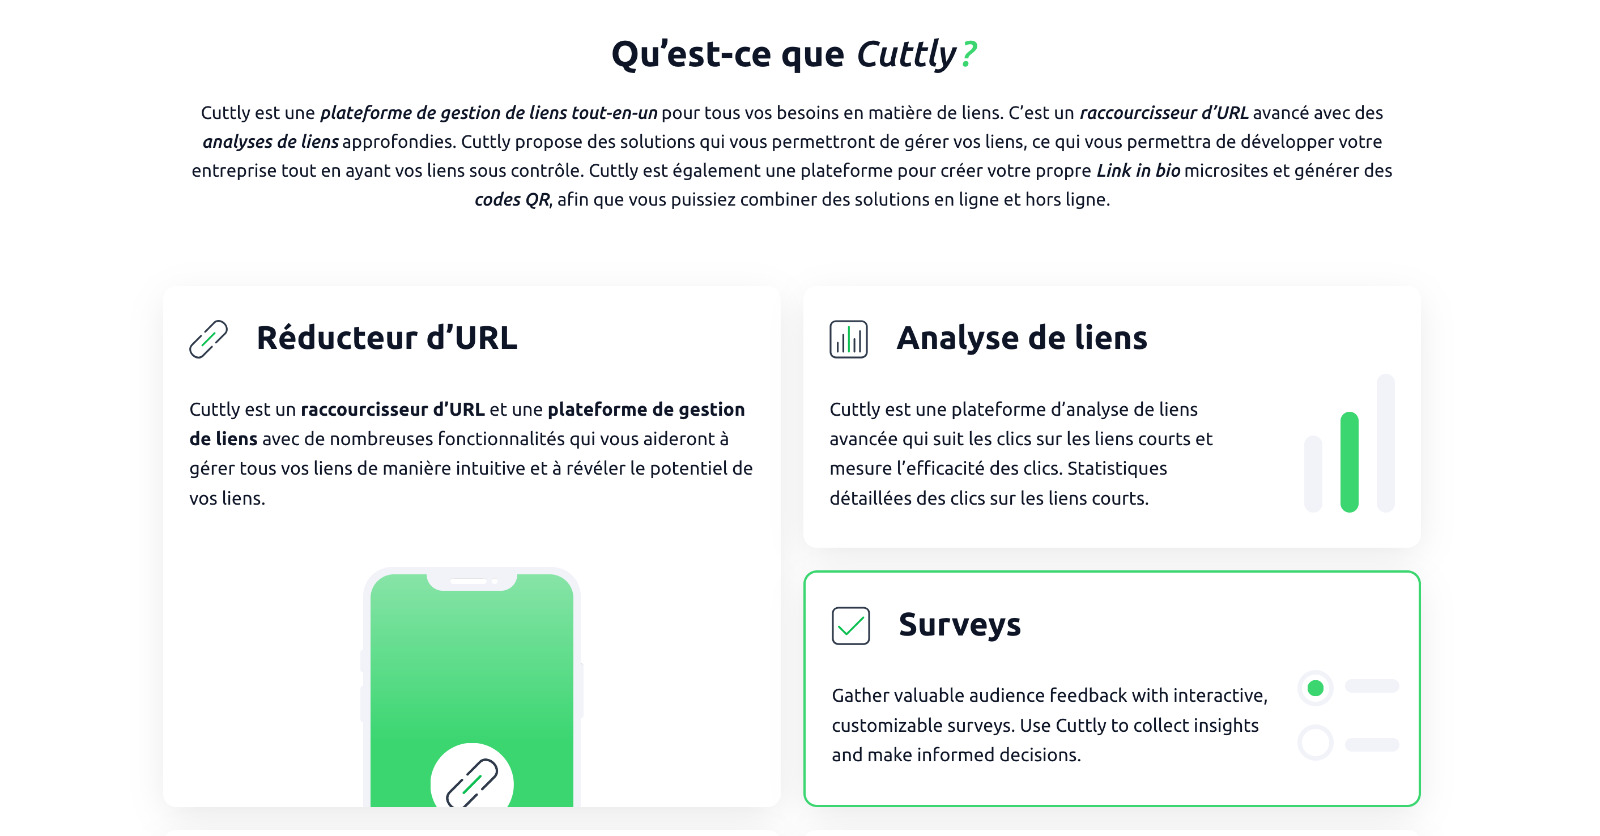 Qu’est-ce que Cuttly?
Cuttly est une plateforme de gestion de liens tout-en-un pour tous vos besoins en matière de liens. C’est un raccourcisseur d’URL avancé avec des
analyses de liens approfondies. Cuttly propose des solutions qui vous permettront de gérer vos liens, ce qui vous permettra de développer votre
entreprise tout en ayant vos liens sous contrôle. Cuttly est également une plateforme pour créer votre propre Link in bio microsites et générer des
codes QR, afin que vous puissiez combiner des solutions en ligne et hors ligne.
Réducteur d’URL
Cuttly est un raccourcisseur d’URL et une plateforme de gestion
de liens avec de nombreuses fonctionnalités qui vous aideront à
gérer tous vos liens de manière intuitive et à révéler le potentiel de
vos liens.
Analyse de liens
Cuttly est une plateforme d’analyse de liens
avancée qui suit les clics sur les liens courts et
mesure l’efficacité des clics. Statistiques
détaillées des clics sur les liens courts.
Surveys
Gather valuable audience feedback with interactive,
customizable surveys. Use Cuttly to collect insights
and make informed decisions.